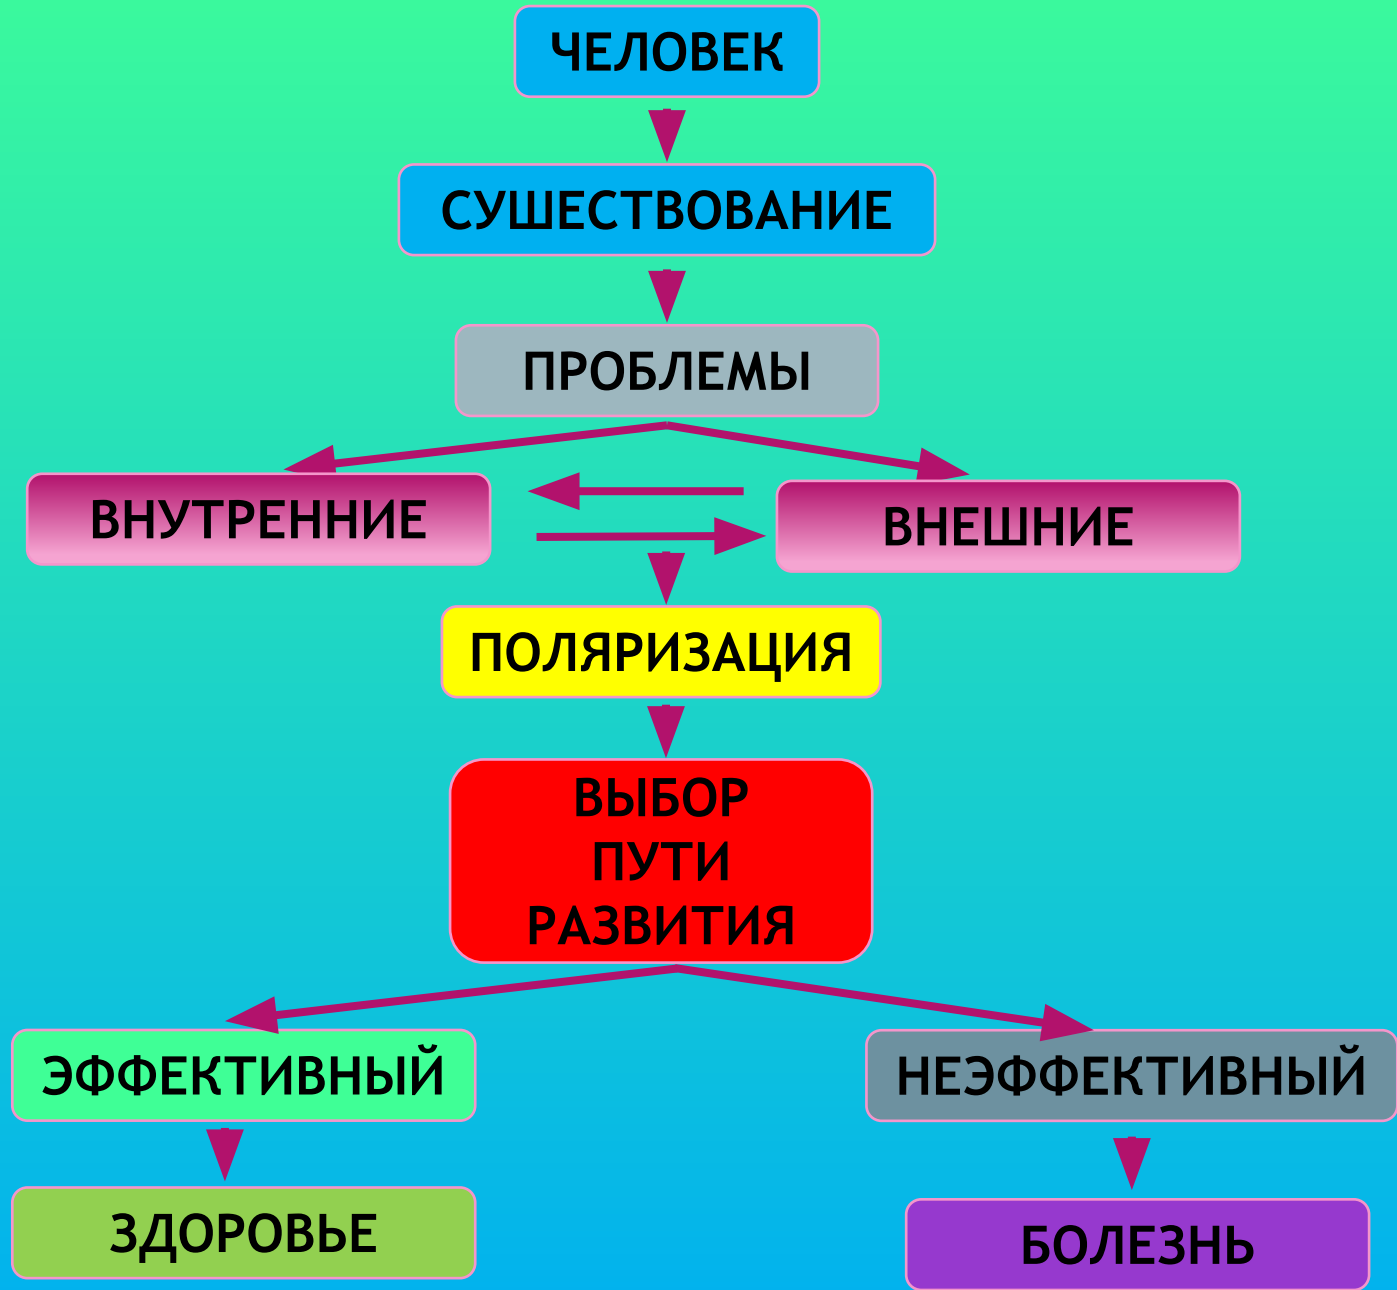 ЧЕЛОВЕК
СУШЕСТВОВАНИЕ
ПРОБЛЕМЫ
ВНУТРЕННИЕ
ВНЕШНИЕ
ПОЛЯРИЗАЦИЯ
ВЫБОР
ПУТИ
РАЗВИТИЯ
ЭФФЕКТИВНЫЙ
НЕЭФФЕКТИВНЫЙ
ЗДОРОВЬЕ
БОЛЕЗНЬ